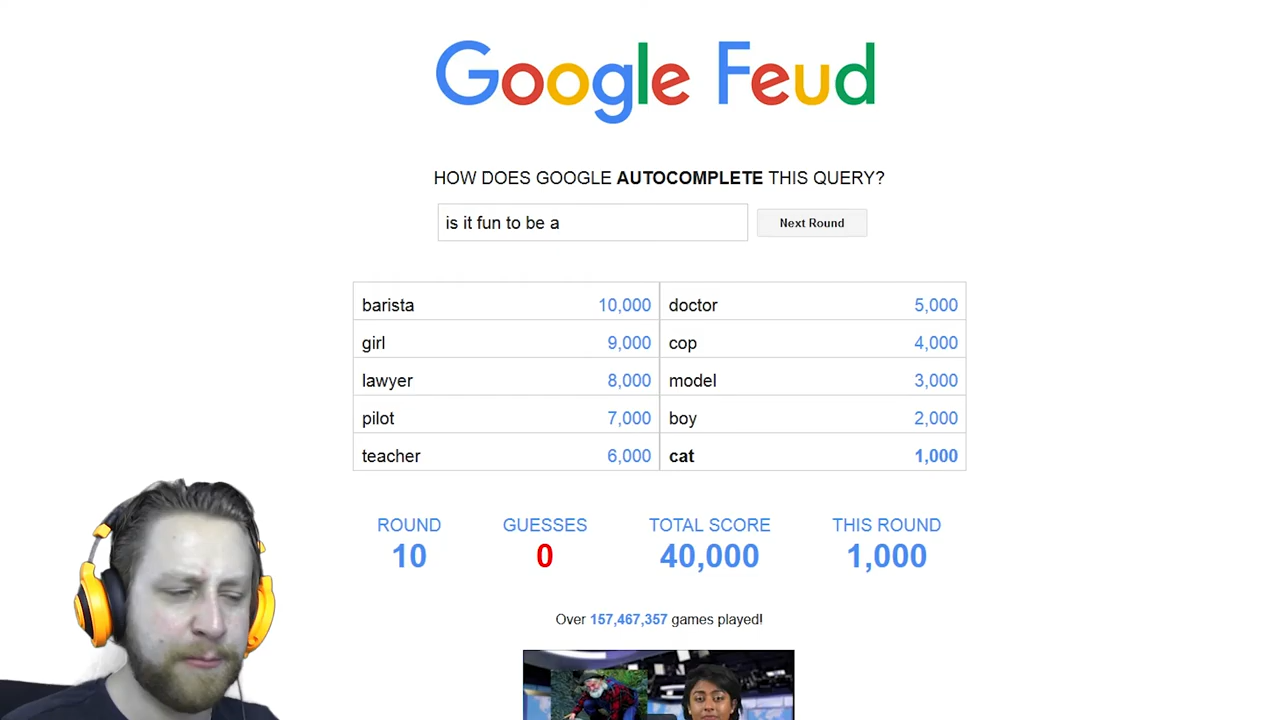 Google Feud
HOW DOES GOOGLE AUTOCOMPLETE THIS QUERY?
is it fun to be a
Next Round
barista 10,000 doctor 5,000
girl 9,000 cop 4,000
lawyer 8,000 model 3,000
pilot 7,000 boy 2,000
teacher 6,000 cat 1,000
ROUND GUESSES TOTAL SCORE THIS ROUND
10 0 40,000 1,000
Over 157,467,357 games played!